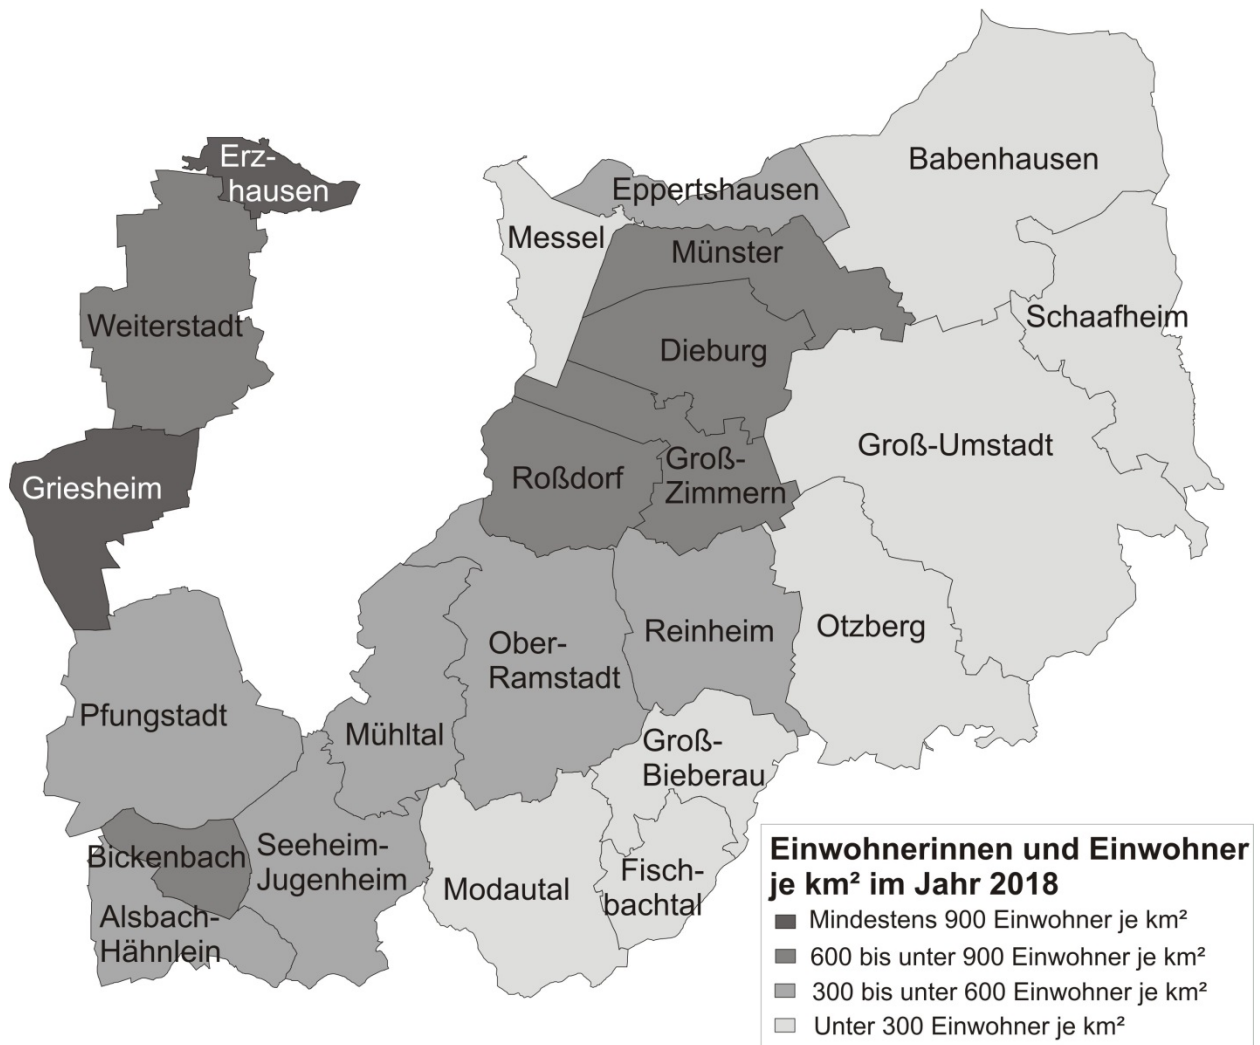 Erz-
hausen
Babenhausen
Eppertshausen
Messel
Münster
Weiterstadt
Schaafheim
Dieburg
Groß-Umstadt
Griesheim
Roßdorf
Groß-
Zimmern
Otzberg
Reinheim
Ober-
Ramstadt
Pfungstadt
Mühltal
Groß-
Bieberau
Bickenbach
Seeheim-
Jugenheim
Modautal
Fisch-
bachtal
Alsbach-
Hähnlein
Einwohnerinnen und Einwohner
je km² im Jahr 2018
Mindestens 900 Einwohner je km²
600 bis unter 900 Einwohner je km²
300 bis unter 600 Einwohner je km²
Unter 300 Einwohner je km²